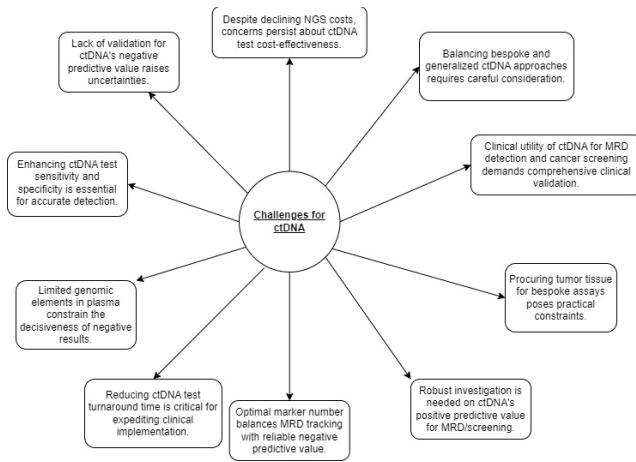 Despite declining NGS costs,
concerns persist about ctDNA
test cost-effectiveness.
Lack of validation for
ctDNA's negative
predictive value raises
uncertainties.
Balancing bespoke and
generalized ctDNA approaches
requires careful consideration.
Enhancing ctDNA test
sensitivity and
specificity is essential
for accurate detection.
Clinical utility of ctDNA for MRD
detection and cancer screening
demands comprehensive clinical
validation.
Challenges for
ctDNA
Limited genomic
elements in plasma
constrain the
decisiveness of negative
results.
Procuring tumor tissue
for bespoke assays
poses practical
constraints.
Reducing ctDNA test
turnaround time is critical for
expediting clinical
implementation.
Optimal marker number
balances MRD tracking
with reliable negative
predictive value.
Robust investigation is
needed on ctDNA's
positive predictive value
for MRD/screening.